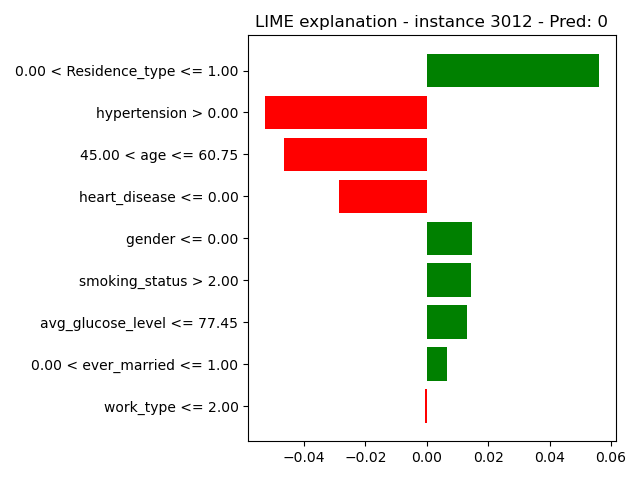 LIME explanation - instance 3012 - Pred: 0
0.00 < Residence_type <= 1.00
hypertension > 0.00
45.00 < age <= 60.75
heart_disease <= 0.00
gender <= 0.00
smoking_status > 2.00
avg_glucose_level <= 77.45
0.00 < ever_married <= 1.00
work_type <= 2.00
−0.04 −0.02 0.00 0.02 0.04 0.06